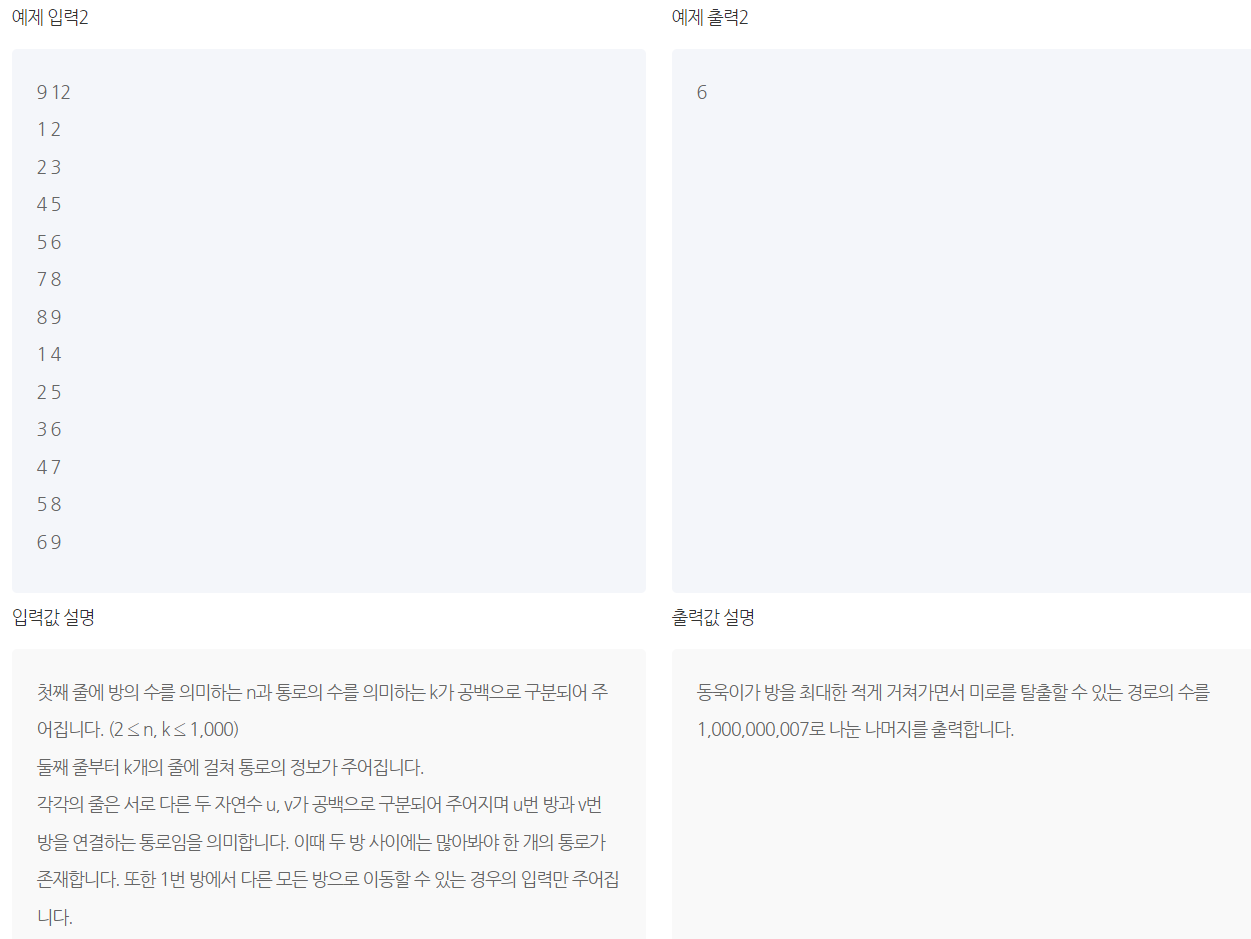 예제 입력2
9 12
1 2
2 3
4 5
5 6
7 8
8 9
1 4
2 5
3 6
4 7
5 8
6 9
예제 출력2
6
입력값 설명
첫째 줄에 방의 수를 의미하는 n과 통로의 수를 의미하는 k가 공백으로 구분되어 주
어집니다. (2 ≤ n, k ≤ 1,000)
둘째 줄부터 k개의 줄에 걸쳐 통로의 정보가 주어집니다.
각각의 줄은 서로 다른 두 자연수 u, v가 공백으로 구분되어 주어지며 u번 방과 v번
방을 연결하는 통로임을 의미합니다. 이때 두 방 사이에는 많아봐야 한 개의 통로가
존재합니다. 또한 1번 방에서 다른 모든 방으로 이동할 수 있는 경우의 입력만 주어집
니다.
출력값 설명
동욱이가 방을 최대한 적게 거쳐가면서 미로를 탈출할 수 있는 경로의 수를
1,000,000,007로 나눈 나머지를 출력합니다.